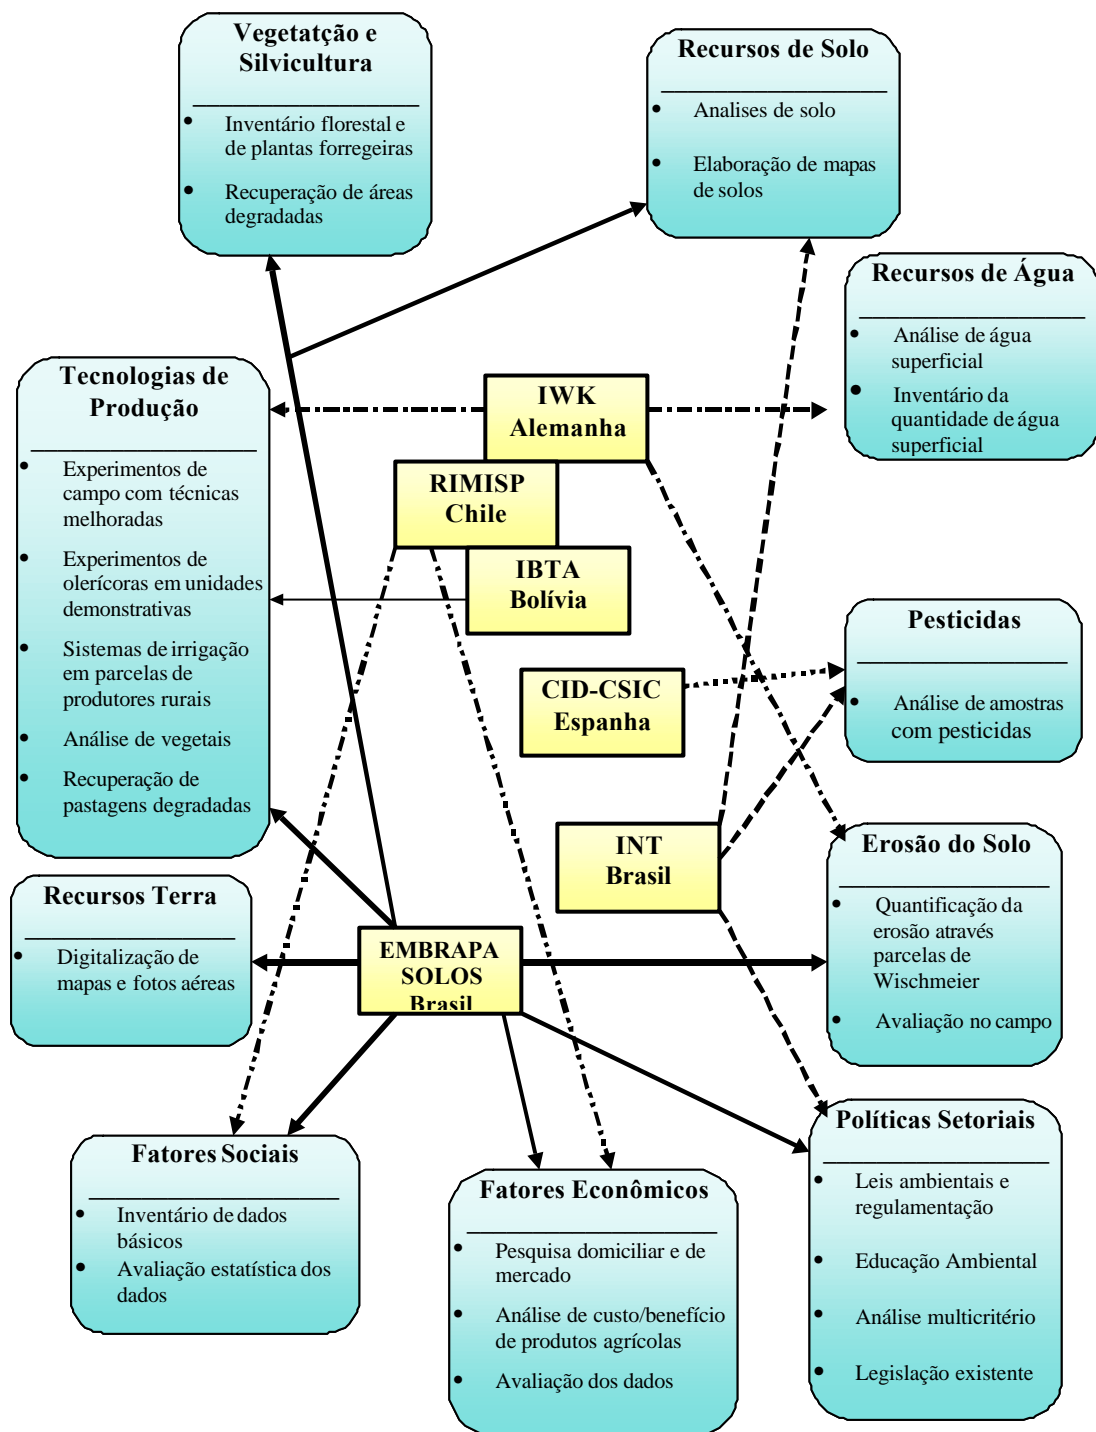 Vegetatção e
Silvicultura
Inventário florestal e
de plantas forregeiras
Recuperação de áreas
degradadas
Recursos de Solo
Analises de solo
Elaboração de mapas
de solos
Recursos de Água
Análise de água
superficial
Inventário da
quantidade de água
superficial
Tecnologias de
Produção
Experimentos de
campo com técnicas
melhoradas
Experimentos de
olerícoras em unidades
demonstrativas
Sistemas de irrigação
em parcelas de
produtores rurais
Análise de vegetais
Recuperação de
pastagens degradadas
IWK
Alemanha
RIMISP
Chile
IBTA
Bolívia
CID-CSIC
Espanha
Pesticidas
Análise de amostras
com pesticidas
INT
Brasil
Erosão do Solo
Quantificação da
erosão através
parcelas de
Wischmeier
Avaliação no campo
Recursos Terra
Digitalização de
mapas e fotos aéreas
EMBRAPA
SOLOS
Brasil
Fatores Sociais
Inventário de dados
básicos
Avaliação estatística dos
dados
Fatores Econômicos
Pesquisa domiciliar e de
mercado
Análise de custo/benefício
de produtos agrícolas
Avaliação dos dados
Políticas Setoriais
Leis ambientais e
regulamentação
Educação Ambiental
Análise multicritério
Legislação existente